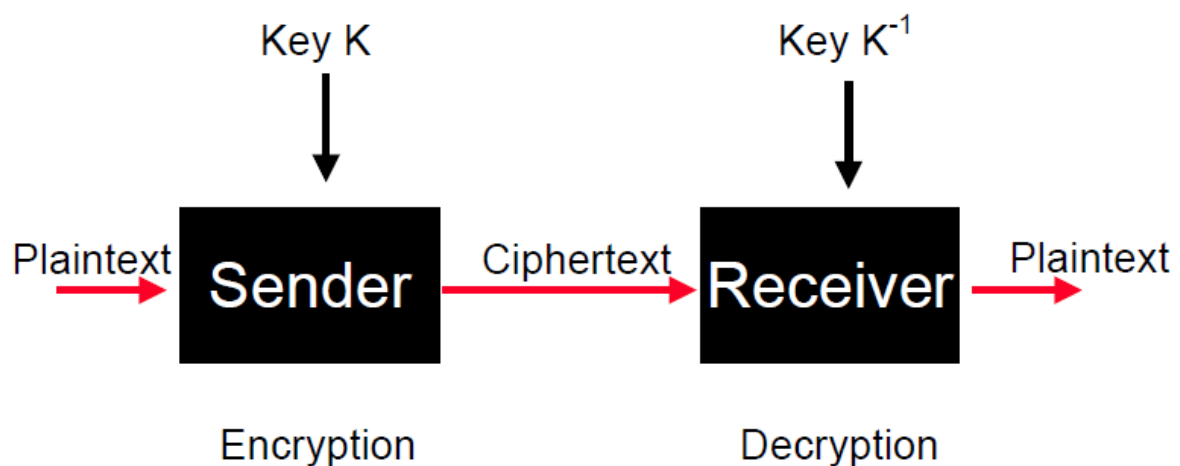 Key K
Key K⁻¹
Plaintext
Sender
Ciphertext
Receiver
Plaintext
Encryption
Decryption